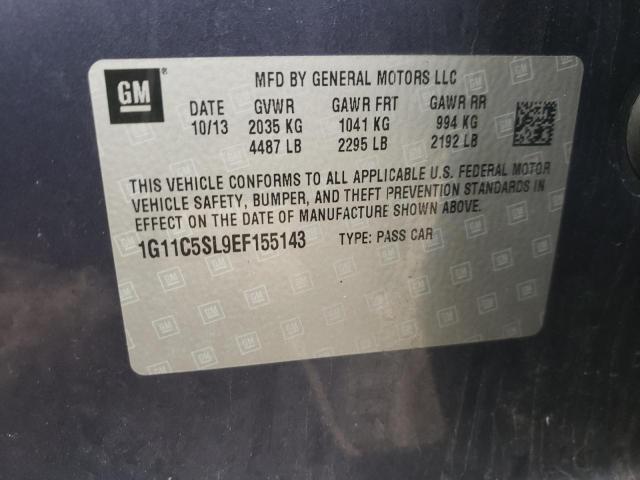 GM ®
MFD BY GENERAL MOTORS LLC
DATE GVWR GAWR FRT GAWR RR
10/13 2035 KG 1041 KG 994 KG
4487 LB 2295 LB 2192 LB
THIS VEHICLE CONFORMS TO ALL APPLICABLE U.S. FEDERAL MOTOR
VEHICLE SAFETY, BUMPER, AND THEFT PREVENTION STANDARDS IN
EFFECT ON THE DATE OF MANUFACTURE SHOWN ABOVE.
1G11C5SL9EF155143 TYPE: PASS CAR